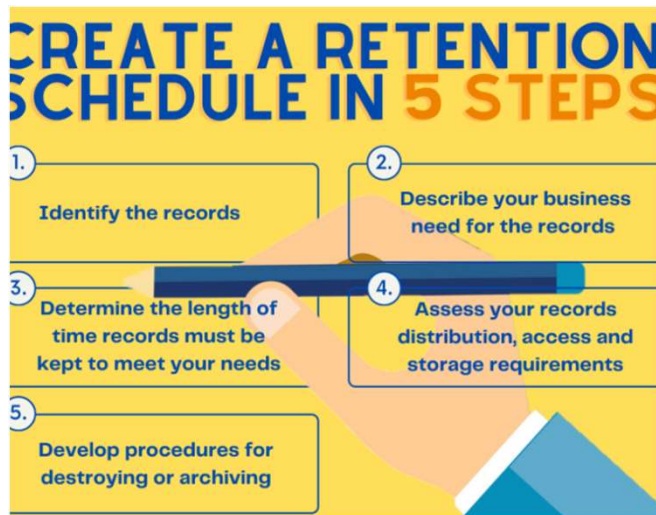 CREATE A RETENTION
SCHEDULE IN 5 STEPS
1.
Identify the records
2.
Describe your business
need for the records
3.
Determine the length of
time records must be
kept to meet your needs
4.
Assess your records
distribution, access and
storage requirements
5.
Develop procedures for
destroying or archiving